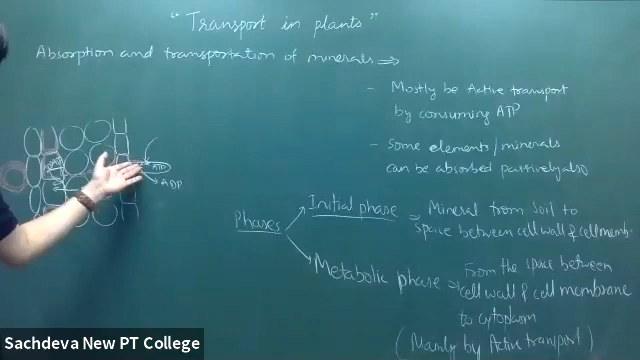 "Transport in plants"
Absorption and transportation of minerals ⇒
- Mostly be Active transport
by consuming ATP
- Some elements/minerals
can be absorbed passively also
ATP
ADP
Phases
Initial phase = Mineral from soil to
space between cell wall & cell memb
Metabolic phase = From the space between
cell wall & cell membrane
to cytoplasm
(Mainly by Active transport)
Sachdeva New PT College